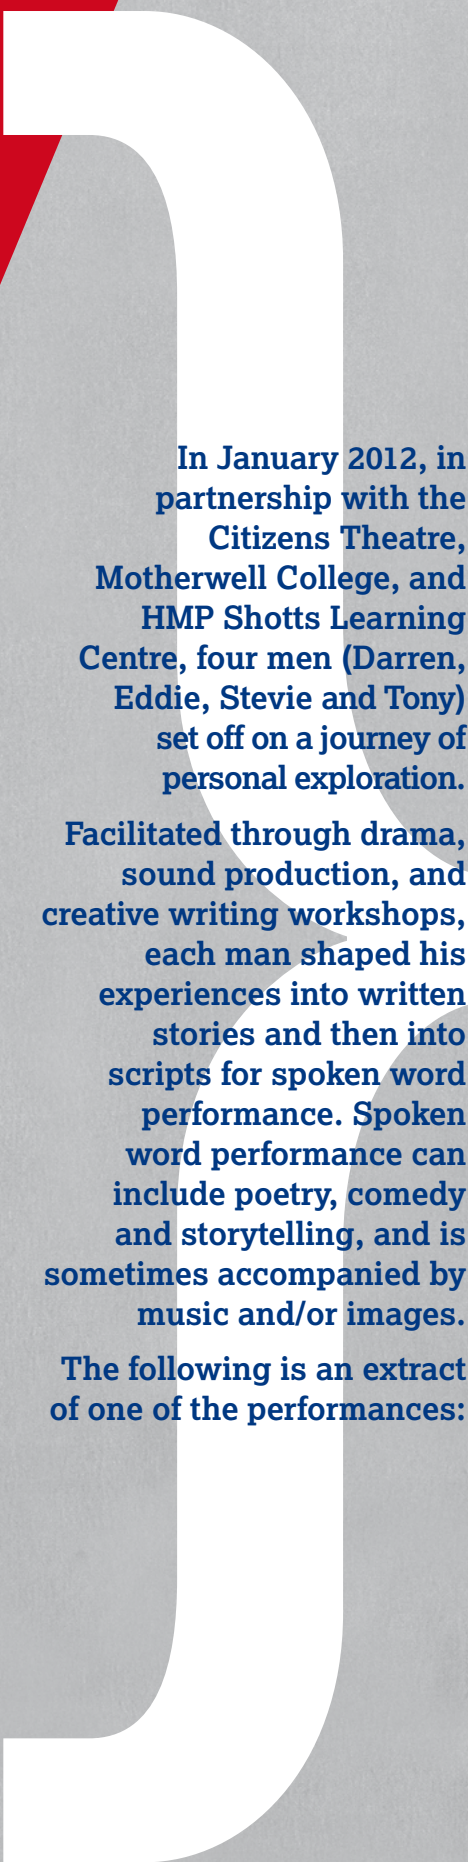 In January 2012, in
partnership with the
Citizens Theatre,
Motherwell College, and
HMP Shotts Learning
Centre, four men (Darren,
Eddie, Stevie and Tony)
set off on a journey of
personal exploration.
Facilitated through drama,
sound production, and
creative writing workshops,
each man shaped his
experiences into written
stories and then into
scripts for spoken word
performance. Spoken
word performance can
include poetry, comedy
and storytelling, and is
sometimes accompanied by
music and/or images.
The following is an extract
of one of the performances: